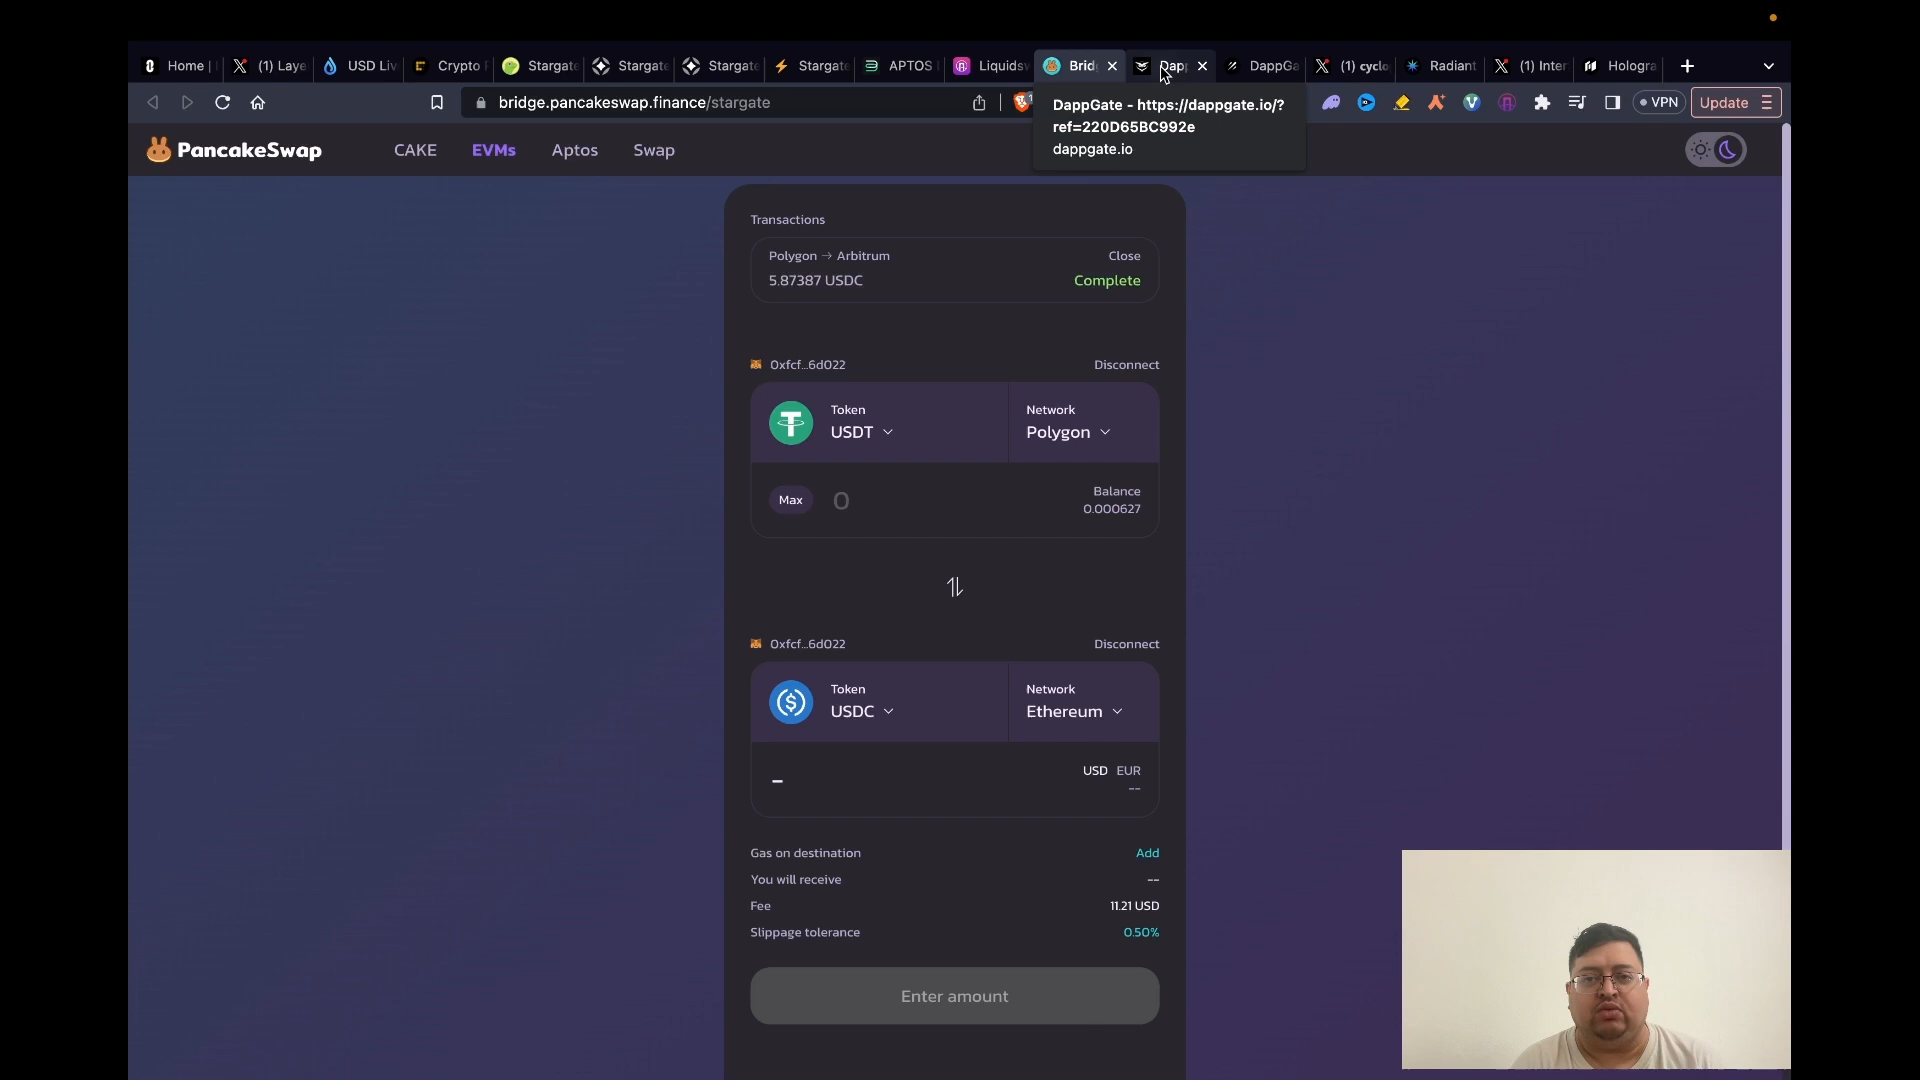 Home |
(1) Laye
USD Liv
Crypto
Stargate
Stargate
Stargate
Stargate
APTOS
Liquidsw
Brid
Dapp
DappGa
(1) cyclo
Radiant
(1) Inter
Hologra
bridge.pancakeswap.finance/stargate
VPN
Update
DappGate - https://dappgate.io/?
ref=220D65BC992e
dappgate.io
PancakeSwap
CAKE
EVMs
Aptos
Swap
Transactions
Polygon → Arbitrum
Close
5.87387 USDC
Complete
0xfcf...6d022
Disconnect
Token
USDT
Network
Polygon
Max
0
Balance
0.000627
0xfcf...6d022
Disconnect
Token
USDC
Network
Ethereum
–
USD EUR
--
Gas on destination
Add
You will receive
--
Fee
11.21 USD
Slippage tolerance
0.50%
Enter amount